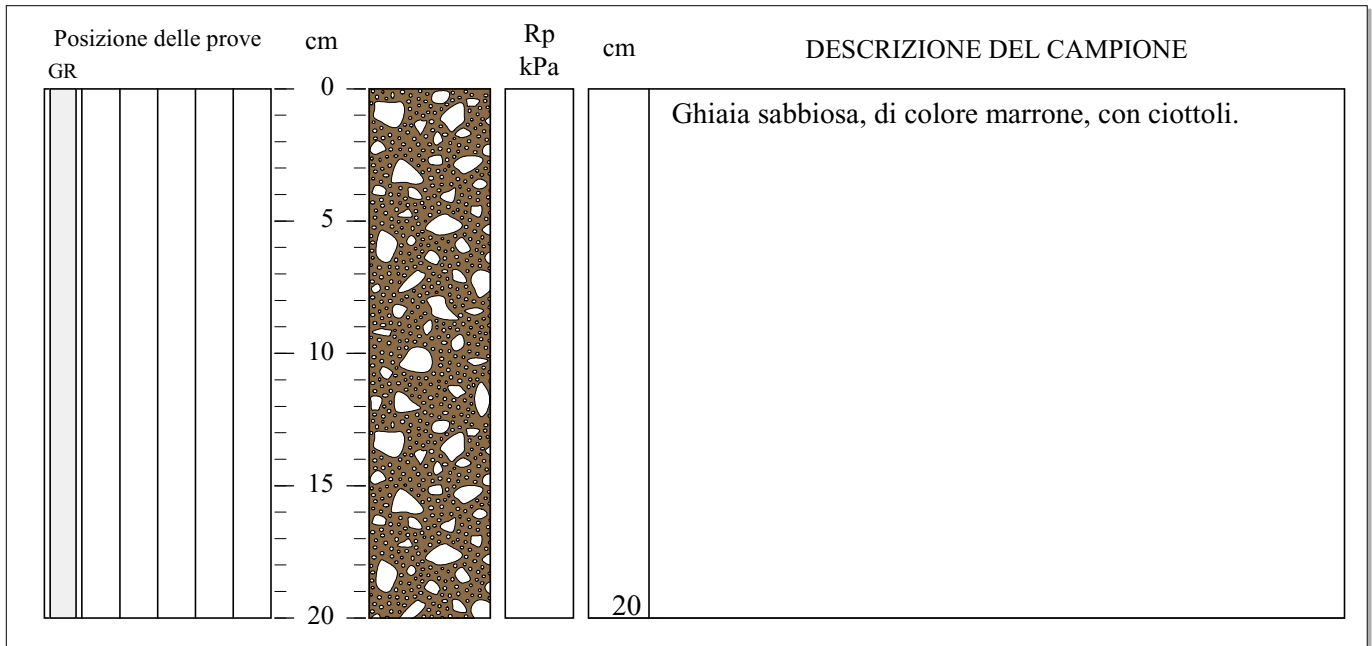 Posizione delle prove
GR
cm
0
5
10
15
20
Rp
kPa
cm
20
DESCRIZIONE DEL CAMPIONE
Ghiaia sabbiosa, di colore marrone, con ciottoli.